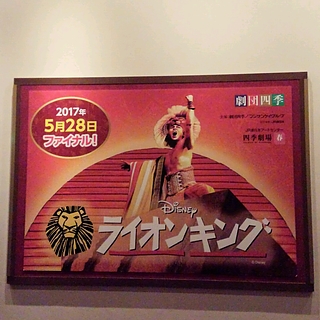 2017年
5月28日
ファイナル!
劇団四季
四季劇場 春
Disney
ライオンキング